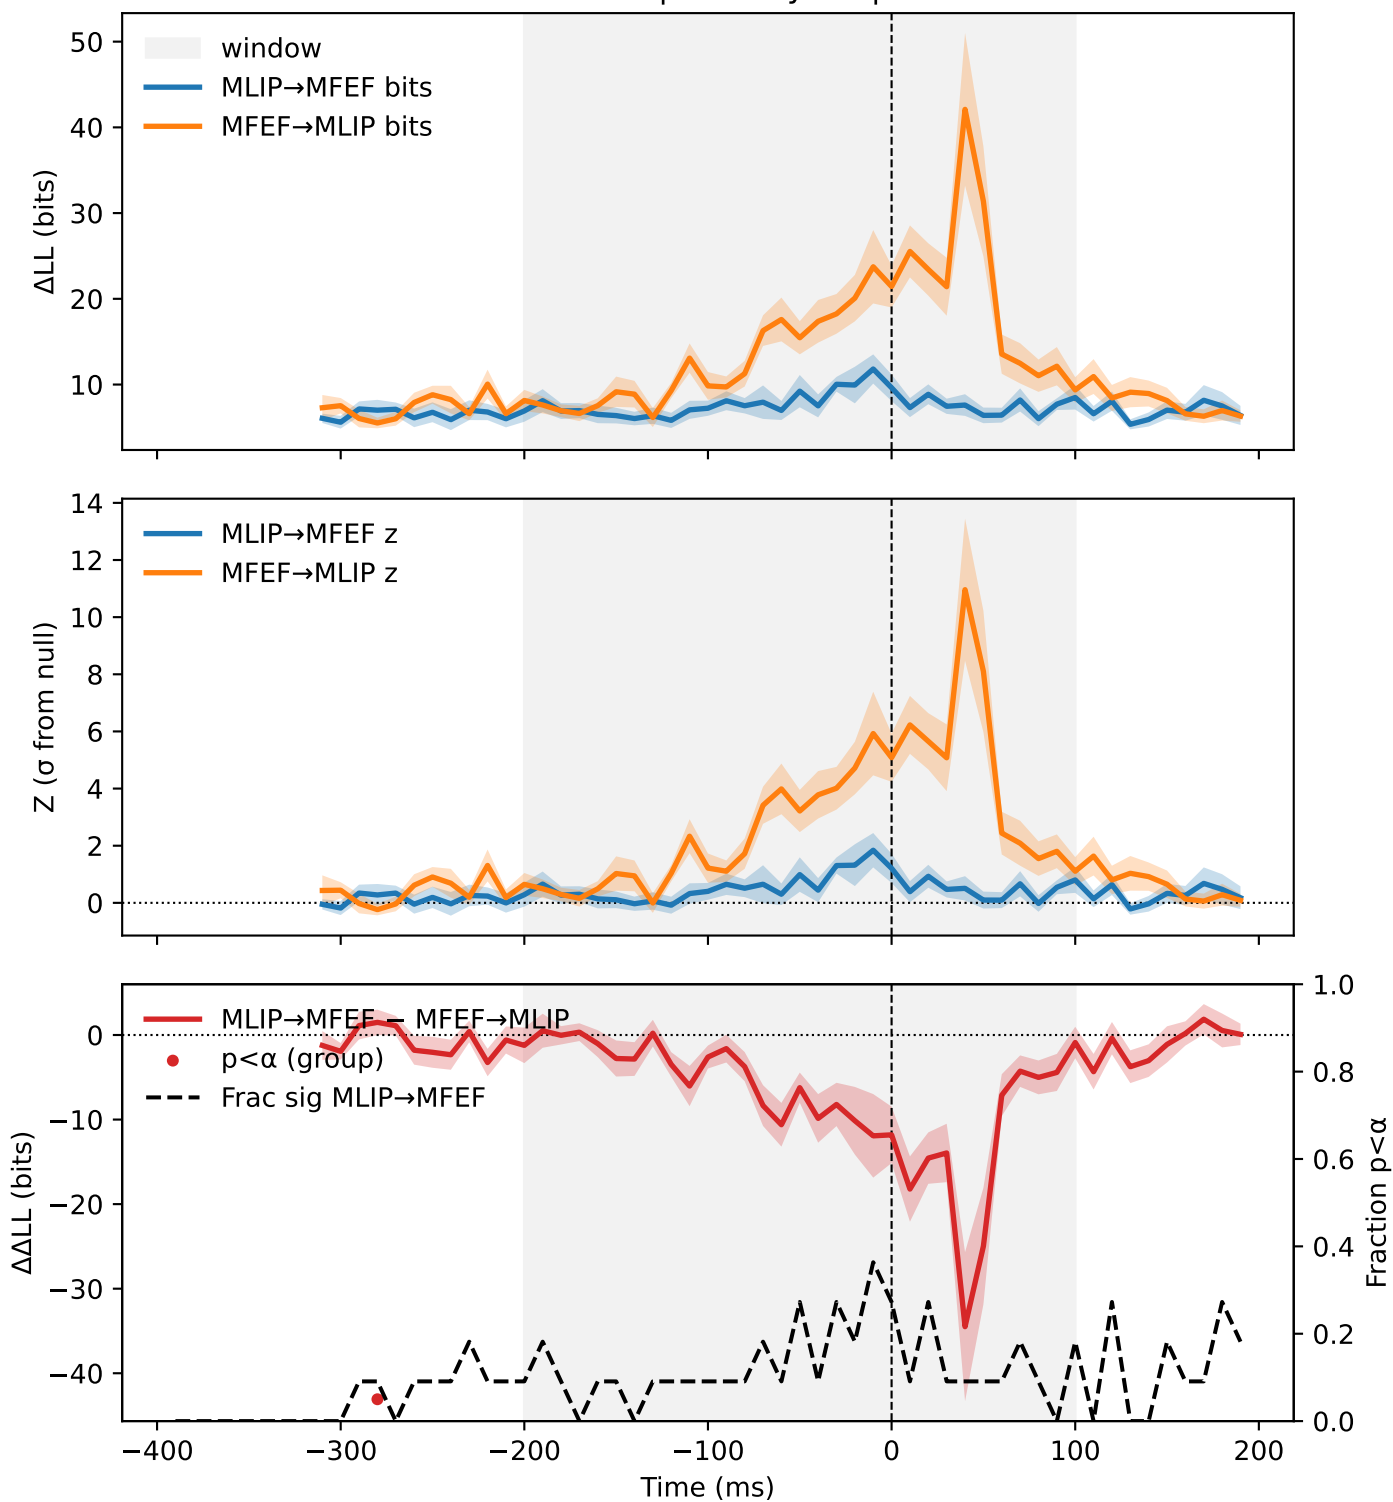 50
40
30
20
10
ΔLL (bits)
window
MLIP→MFEF bits
MFEF→MLIP bits
14
12
10
8
6
4
2
0
Z (σ from null)
MLIP→MFEF z
MFEF→MLIP z
0
−10
−20
−30
−40
ΔΔLL (bits)
MLIP→MFEF − MFEF→MLIP
p<α (group)
Frac sig MLIP→MFEF
1.0
0.8
0.6
0.4
0.2
0.0
Fraction p<α
−400 −300 −200 −100 0 100 200
Time (ms)